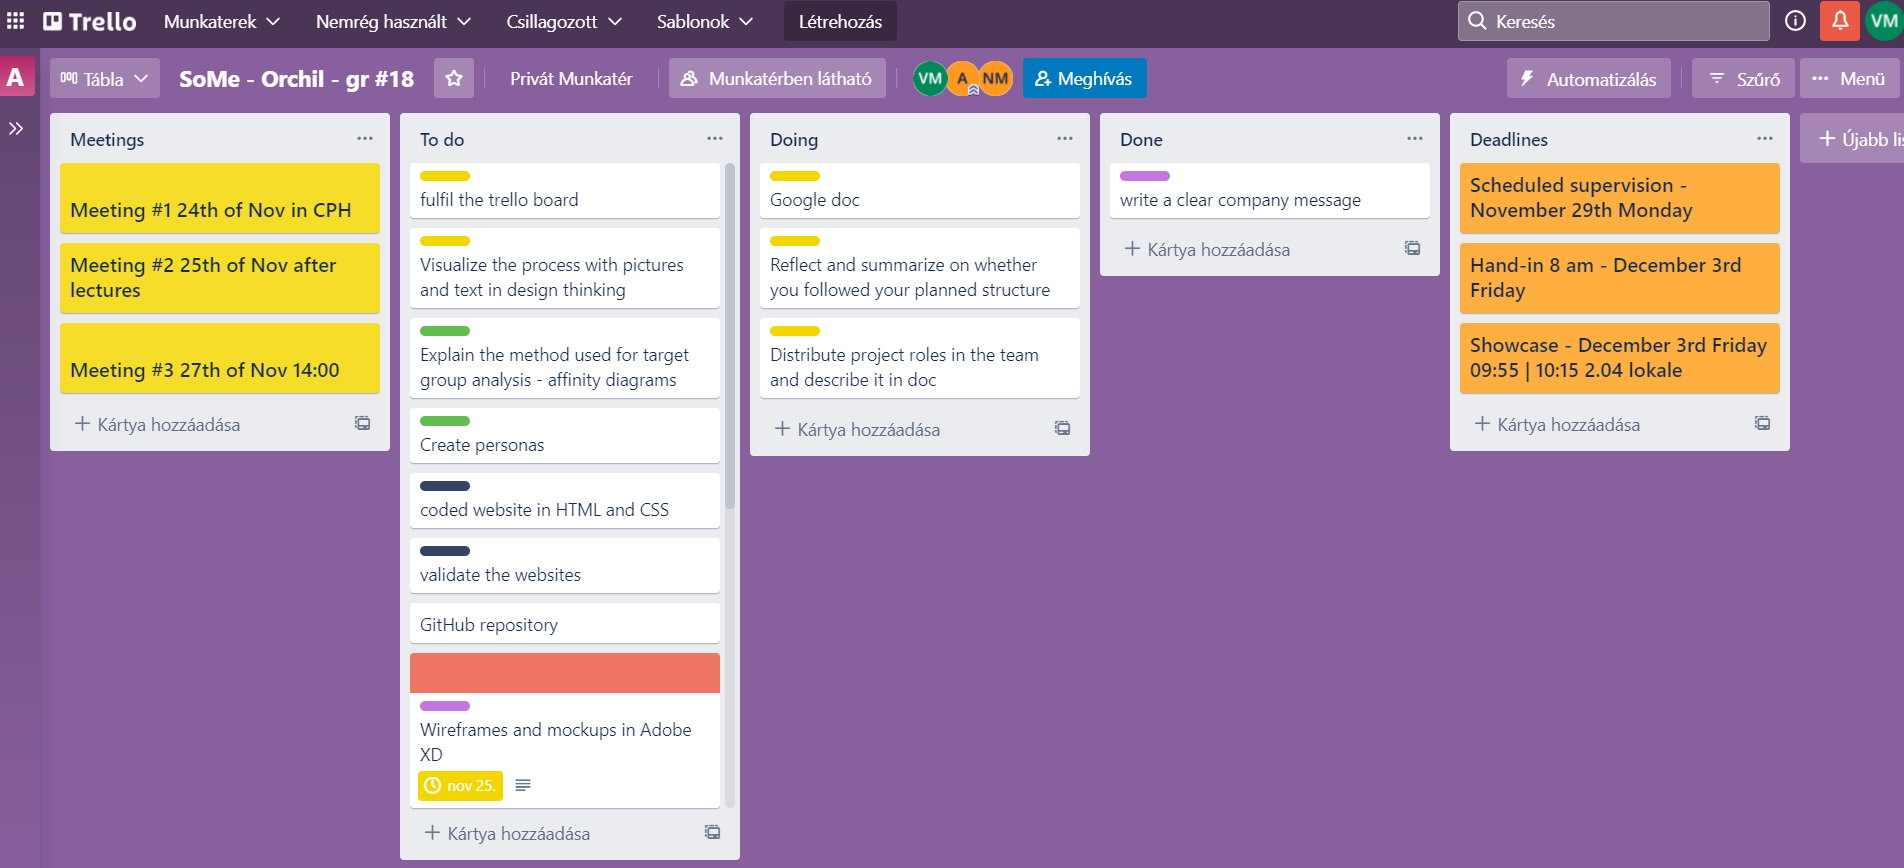 Trello Munkaterek Nemrég használt Csillagozott Sablonok Létrehozás Keresés VM
A Tábla SoMe - Orchil - gr #18 Privát Munkatér Munkatérben látható VM A NM Meghívás Automatizálás Szűrő Menü
Meetings
Meeting #1 24th of Nov in CPH
Meeting #2 25th of Nov after
lectures
Meeting #3 27th of Nov 14:00
+ Kártya hozzáadása
To do
fulfil the trello board
Visualize the process with pictures
and text in design thinking
Explain the method used for target
group analysis - affinity diagrams
Create personas
coded website in HTML and CSS
validate the websites
GitHub repository
Wireframes and mockups in Adobe
XD
nov 25.
+ Kártya hozzáadása
Doing
Google doc
Reflect and summarize on whether
you followed your planned structure
Distribute project roles in the team
and describe it in doc
+ Kártya hozzáadása
Done
write a clear company message
+ Kártya hozzáadása
Deadlines
Scheduled supervision -
November 29th Monday
Hand-in 8 am - December 3rd
Friday
Showcase - December 3rd Friday
09:55 | 10:15 2.04 lokale
+ Kártya hozzáadása
+ Újabb lis